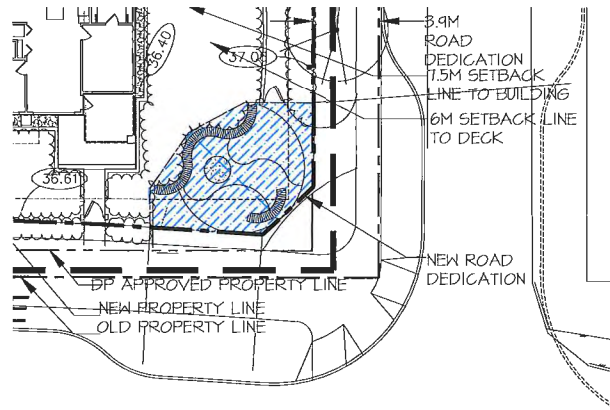 3.9M
ROAD
DEDICATION
7.5M SETBACK
LINE TO BUILDING
6M SETBACK LINE
TO DECK
36.40
37.0
36.61
NEW ROAD
DEDICATION
DP APPROVED PROPERTY LINE
NEW PROPERTY LINE
OLD PROPERTY LINE